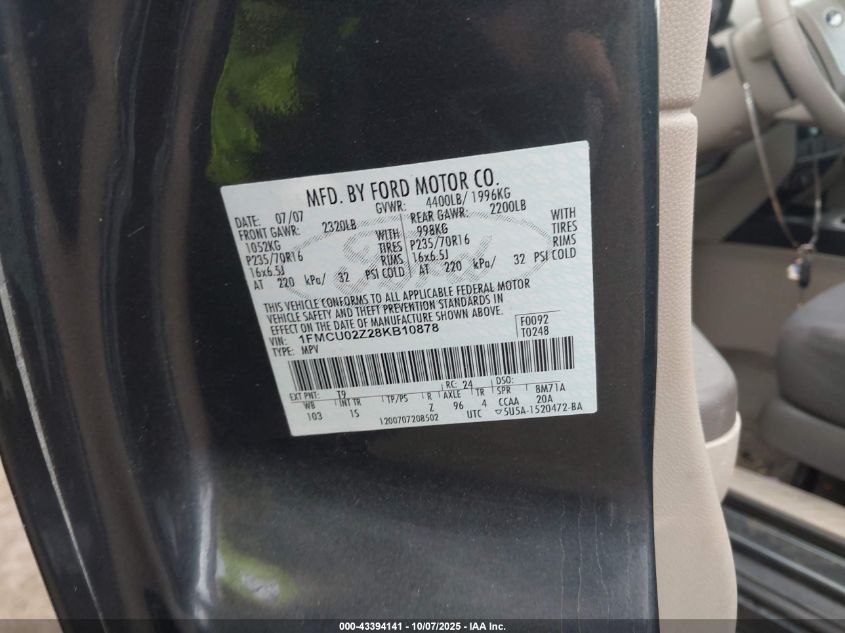 MFD. BY FORD MOTOR CO.
DATE: 07/07 GVWR: 4400LB/ 1996KG
FRONT GAWR: 2320LB REAR GAWR: 2200LB
1052KG WITH 998KG WITH
P235/70R16 TIRES P235/70R16 TIRES
16x6.5J RIMS 16x6.5J RIMS
AT 220 kPa/ 32 PSI COLD AT 220 kPa/ 32 PSI COLD
THIS VEHICLE CONFORMS TO ALL APPLICABLE FEDERAL MOTOR
VEHICLE SAFETY AND THEFT PREVENTION STANDARDS IN
EFFECT ON THE DATE OF MANUFACTURE SHOWN ABOVE.
VIN: 1FMCU02Z28KB10878 F0092
TYPE: MPV T0248
EXT PNT: T9 RC: 24 DSO:
WB INT TR TP/PS R AXLE TR SPR 8M71A
103 IS Z 96 4 CCAA 20A
1200707208502 UTC ▽5U5A-1520472-BA
000-43394141 - 10/07/2025 - IAA Inc.